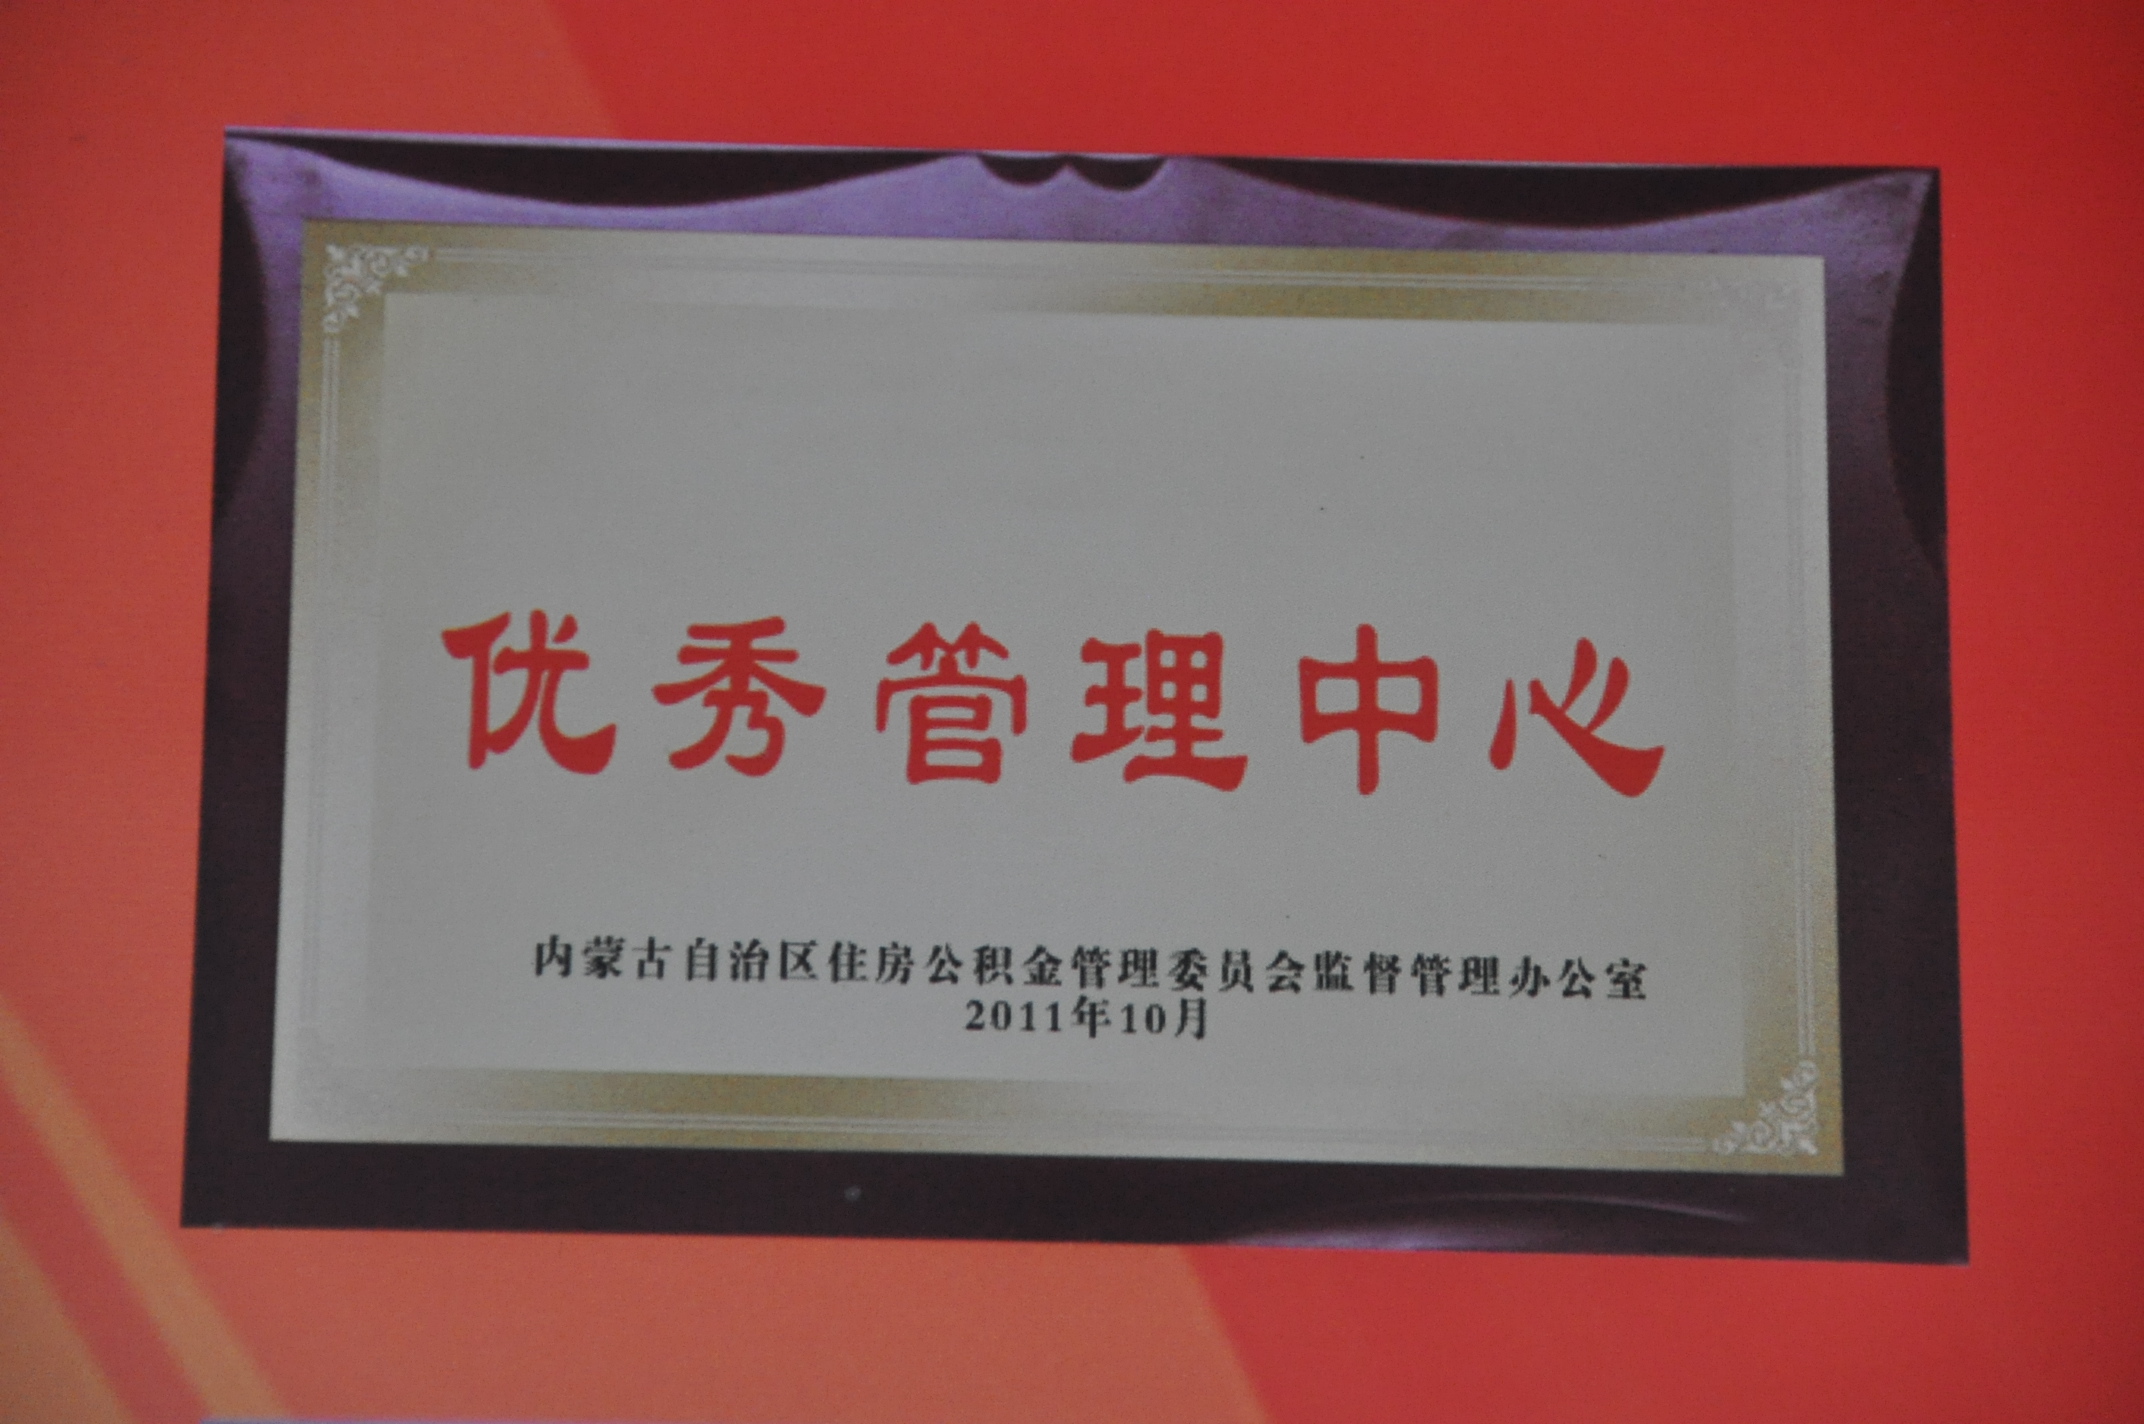 优秀管理中心
内蒙古自治区住房公积金管理委员会监督管理办公室
2011年10月